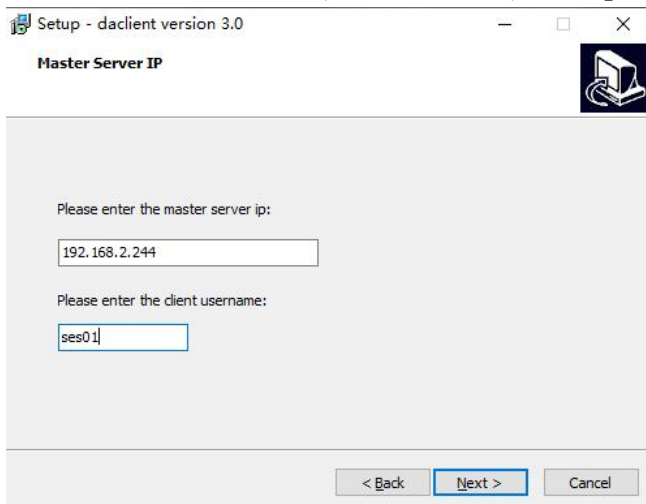 Setup - daclient version 3.0
Master Server IP
Please enter the master server ip:
192.168.2.244
Please enter the client username:
ses01
< Back Next > Cancel